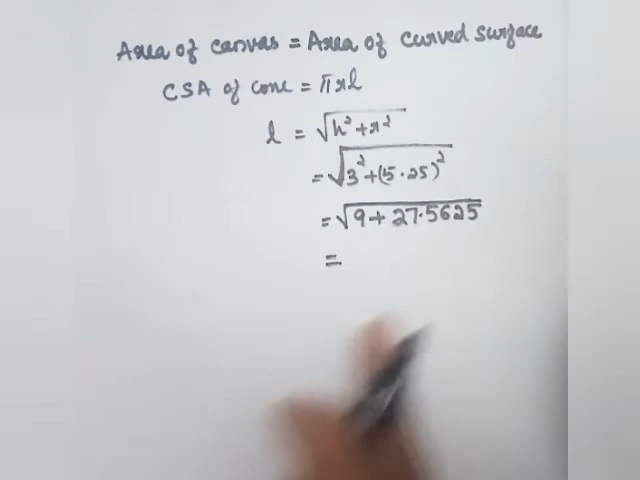 Area of canvas = Area of curved surface
CSA of cone = πrl
l = √h²+r²
= √3²+(5.25)²
= √9+27.5625
=